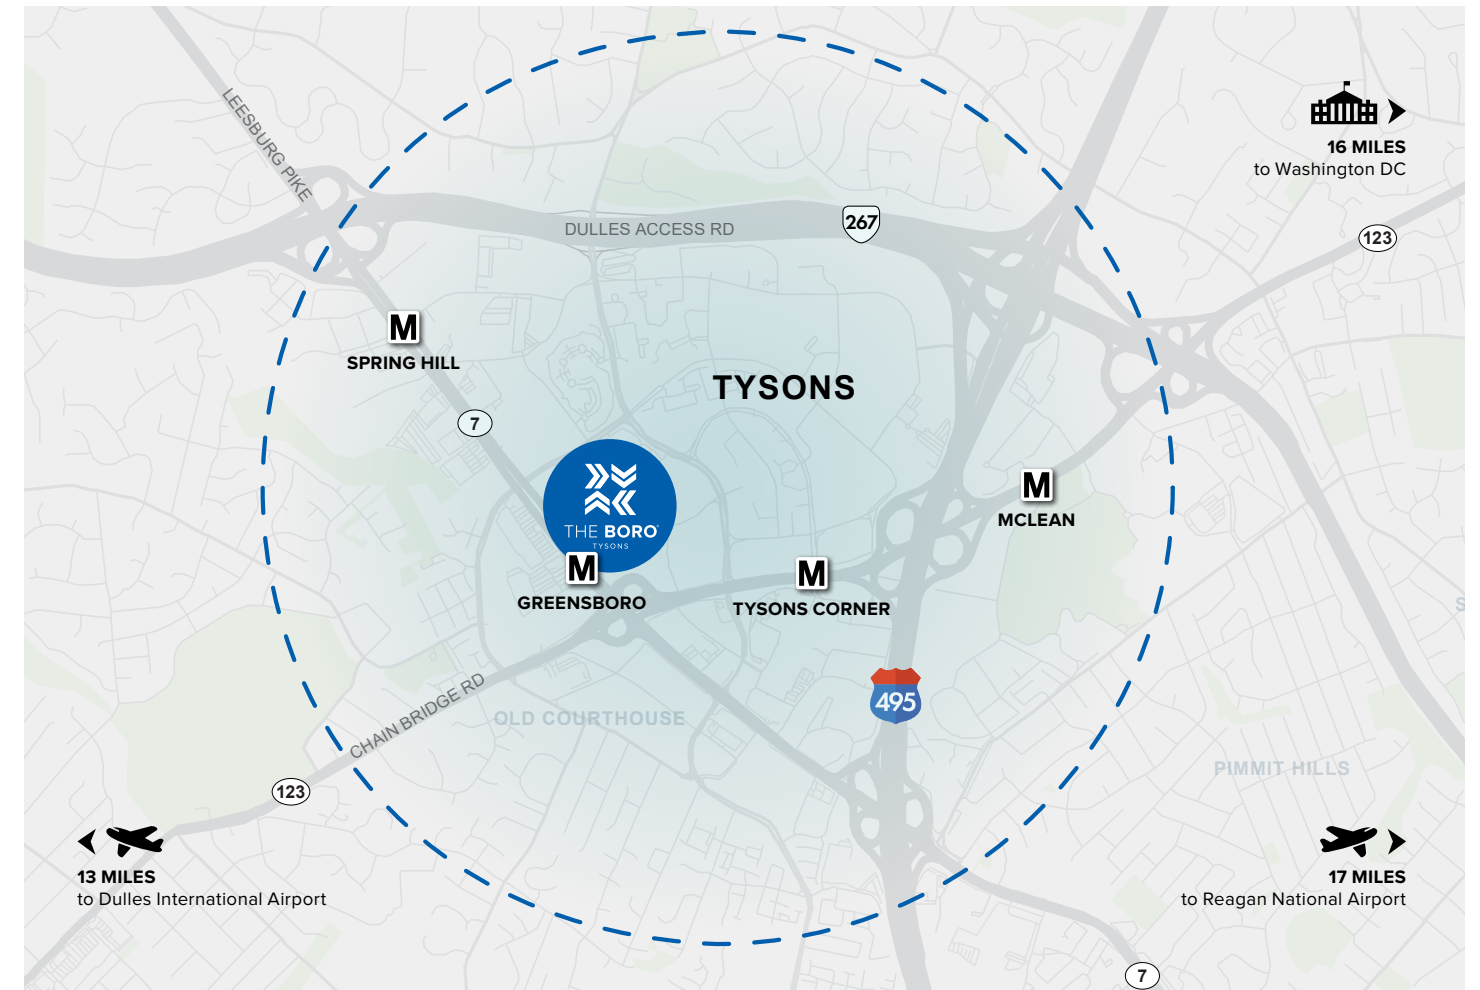 LEESBURG PIKE
16 MILES
to Washington DC
267
DULLES ACCESS RD
123
M
SPRING HILL
TYSONS
7
THE BORO
TYSONS
M
MCLEAN
M
GREENSBORO
M
TYSONS CORNER
495
CHAIN BRIDGE RD
OLD COURTHOUSE
PIMMIT HILLS
123
13 MILES
to Dulles International Airport
17 MILES
to Reagan National Airport
7